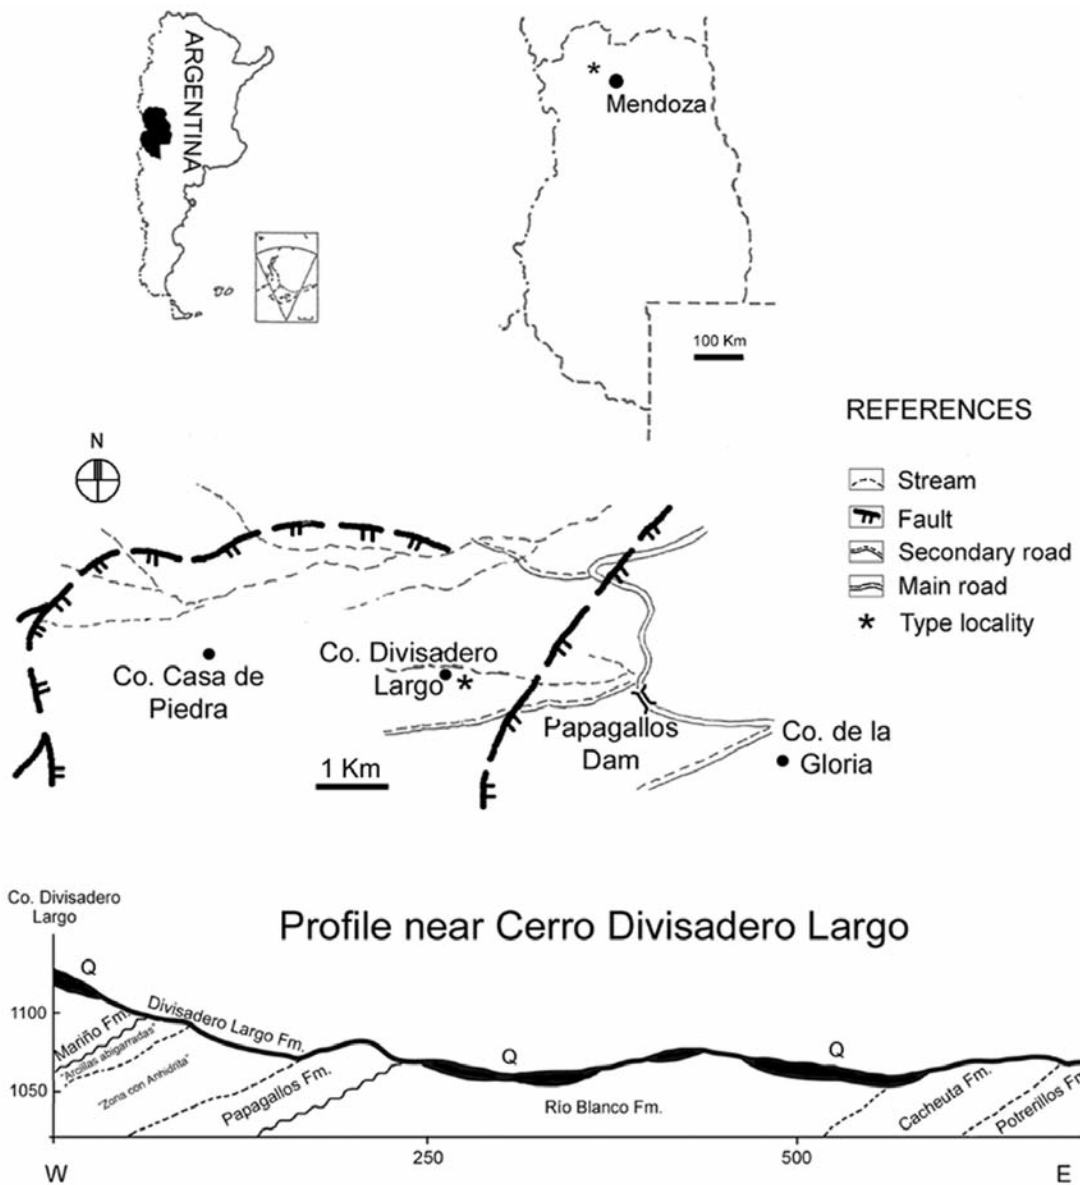 ARGENTINA
*
Mendoza
100 Km
REFERENCES
N
Stream
Fault
Secondary road
Main road
* Type locality
Co. Casa de
Piedra
Co. Divisadero
Largo
*
Papagallos
Dam
Co. de la
Gloria
1 Km
Co. Divisadero
Largo
Profile near Cerro Divisadero Largo
Q
1100
Divisadero Largo Fm.
Mariño Fm.
"Arcillas abigarradas"
"Zona con Anhidrita"
1050
Papagallos Fm.
Q
Río Blanco Fm.
Q
Cacheuta Fm.
Potrerillos Fm
W
250
500
E